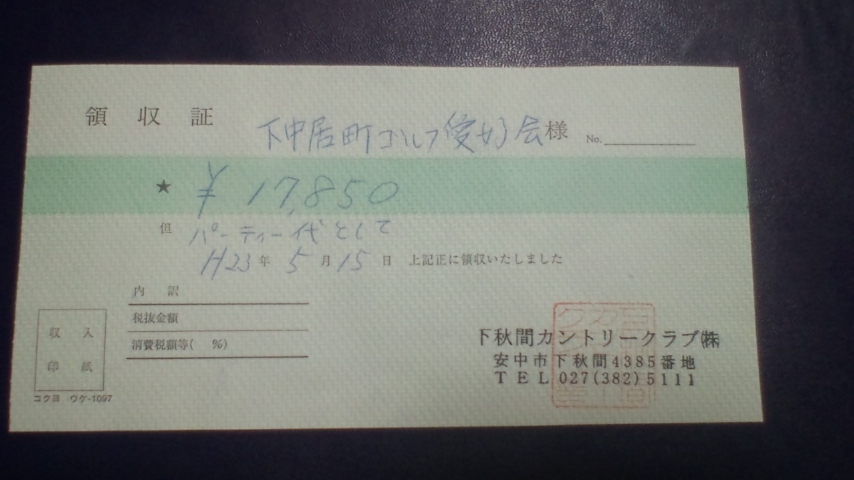 領収証
下中居町ゴルフ愛好会様 No.
★ ¥17,850
但 パーティー代として
H23年5月15日 上記正に領収いたしました
内訳
税抜金額
消費税額等( %)
収入
印紙
コクヨ ウケ-1097
下秋間カントリークラブ㈱
安中市下秋間4385番地
TEL 027(382)5111